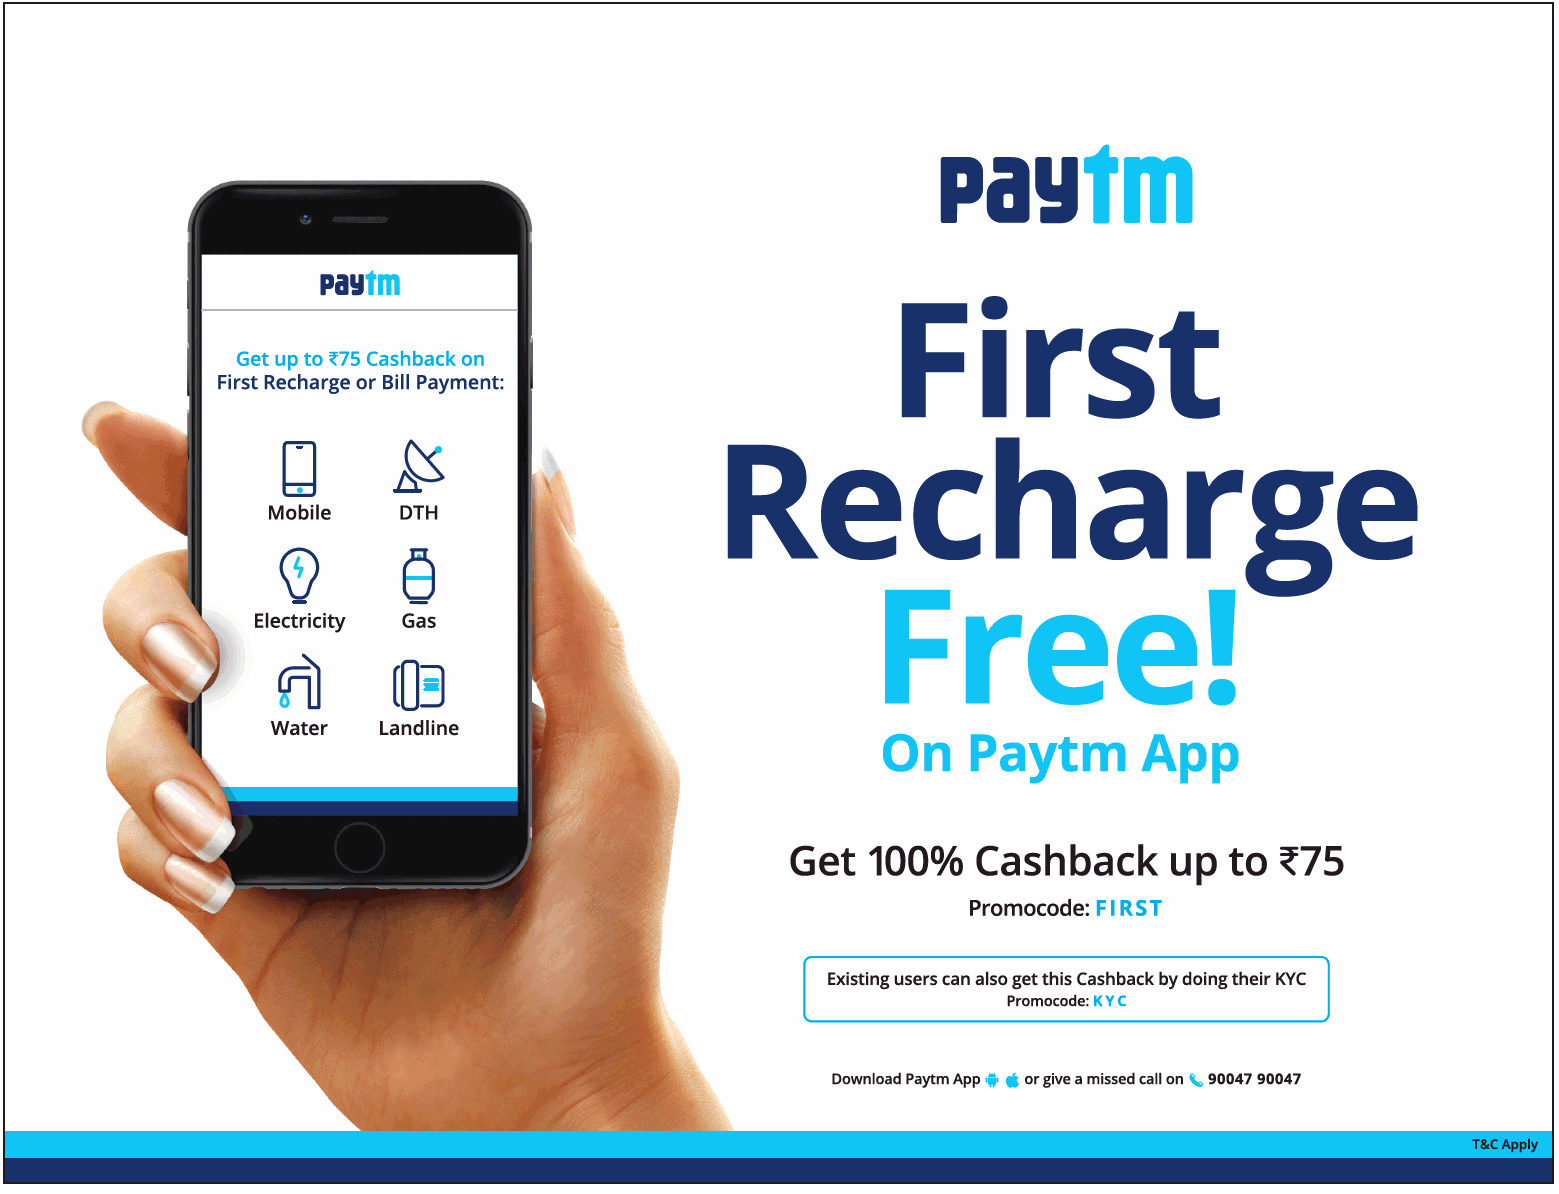 paytm
Get up to ₹75 Cashback on
First Recharge or Bill Payment:
Mobile
DTH
Electricity
Gas
Water
Landline
paytm
First
Recharge
Free!
On Paytm App
Get 100% Cashback up to ₹75
Promocode: FIRST
Existing users can also get this Cashback by doing their KYC
Promocode: KYC
Download Paytm App or give a missed call on 90047 90047
T&C Apply